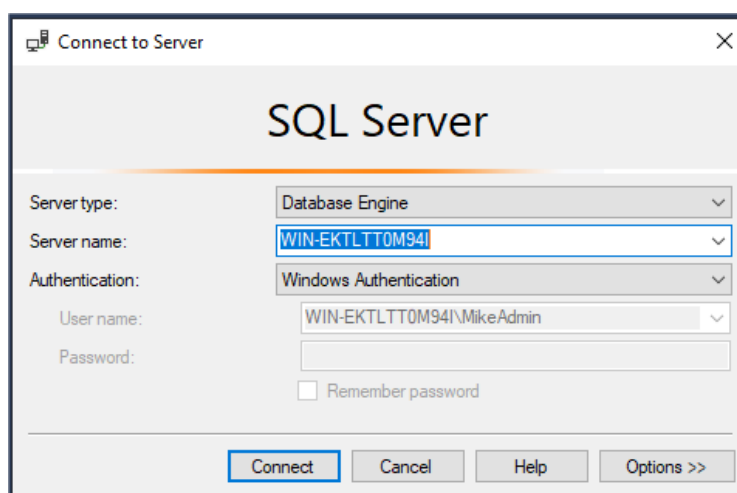 Connect to Server
SQL Server
Server type: Database Engine
Server name: WIN-EKTLTT0M94I
Authentication: Windows Authentication
User name: WIN-EKTLTT0M94I\MikeAdmin
Password:
Remember password
Connect Cancel Help Options >>